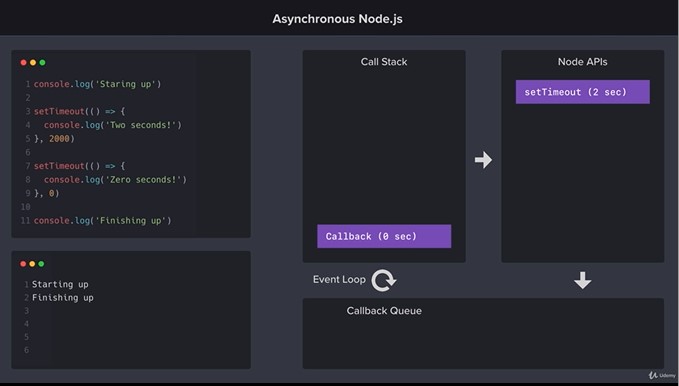 Asynchronous Node.js
1 console.log('Staring up')
2
3 setTimeout(() => {
4   console.log('Two seconds!')
5 }, 2000)
6
7 setTimeout(() => {
8   console.log('Zero seconds!')
9 }, 0)
10
11 console.log('Finishing up')
1 Starting up
2 Finishing up
3
4
5
6
Call Stack
Callback (0 sec)
Node APIs
setTimeout (2 sec)
Event Loop
Callback Queue
Udemy